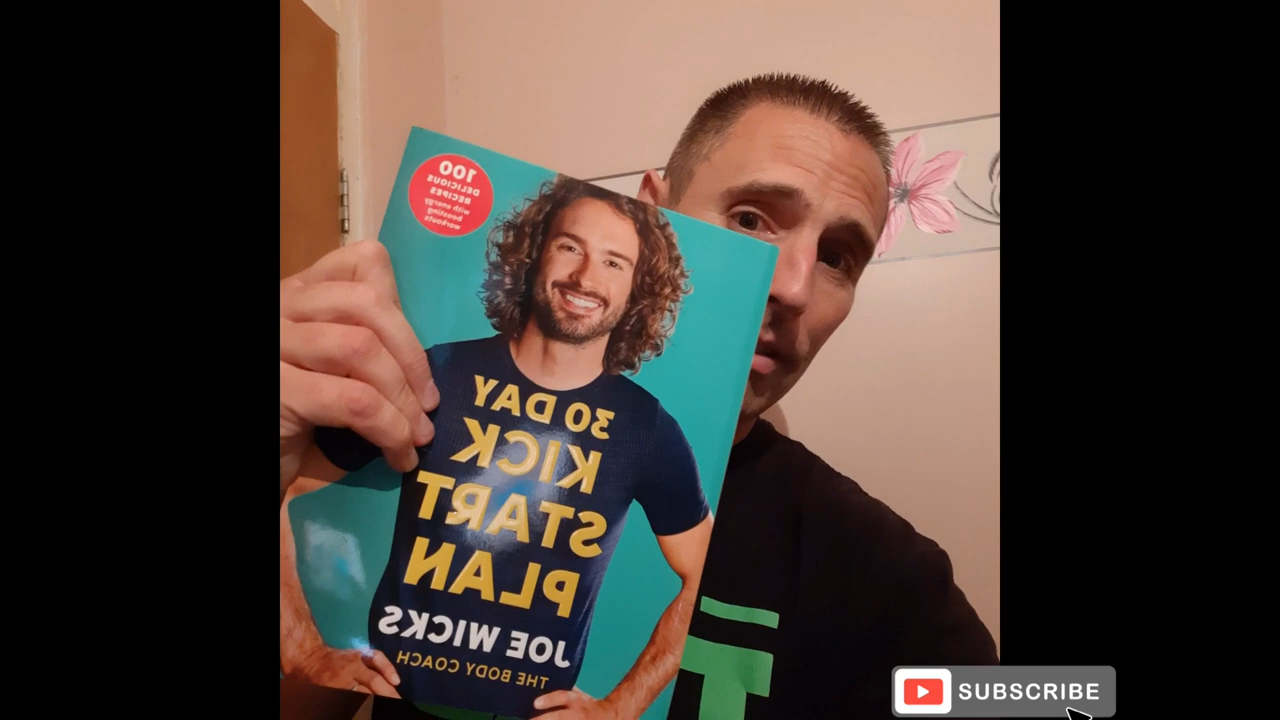 100
DELICIOUS
RECIPES
with energy
boosting
workouts
30 DAY
KICK
START
PLAN
JOE WICKS
THE BODY COACH
SUBSCRIBE